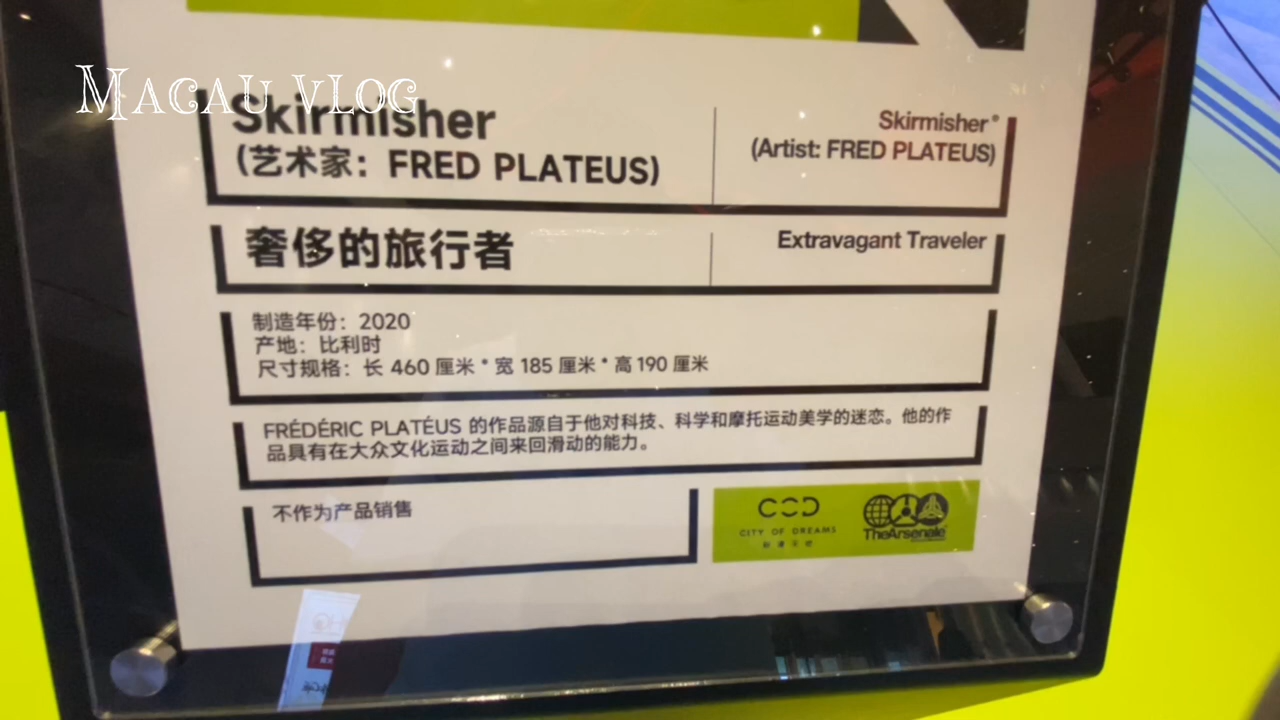 MACAU VLOG
Skirmisher
(艺术家：FRED PLATEUS)
Skirmisher°
(Artist: FRED PLATEUS)
奢侈的旅行者
Extravagant Traveler
制造年份：2020
产地：比利时
尺寸规格：长 460 厘米 * 宽 185 厘米 * 高 190 厘米
FRÉDÉRIC PLATÉUS 的作品源自于他对科技、科学和摩托运动美学的迷恋。他的作
品具有在大众文化运动之间来回滑动的能力。
不作为产品销售
COD
CITY OF DREAMS
新濠天地
TheArsenale